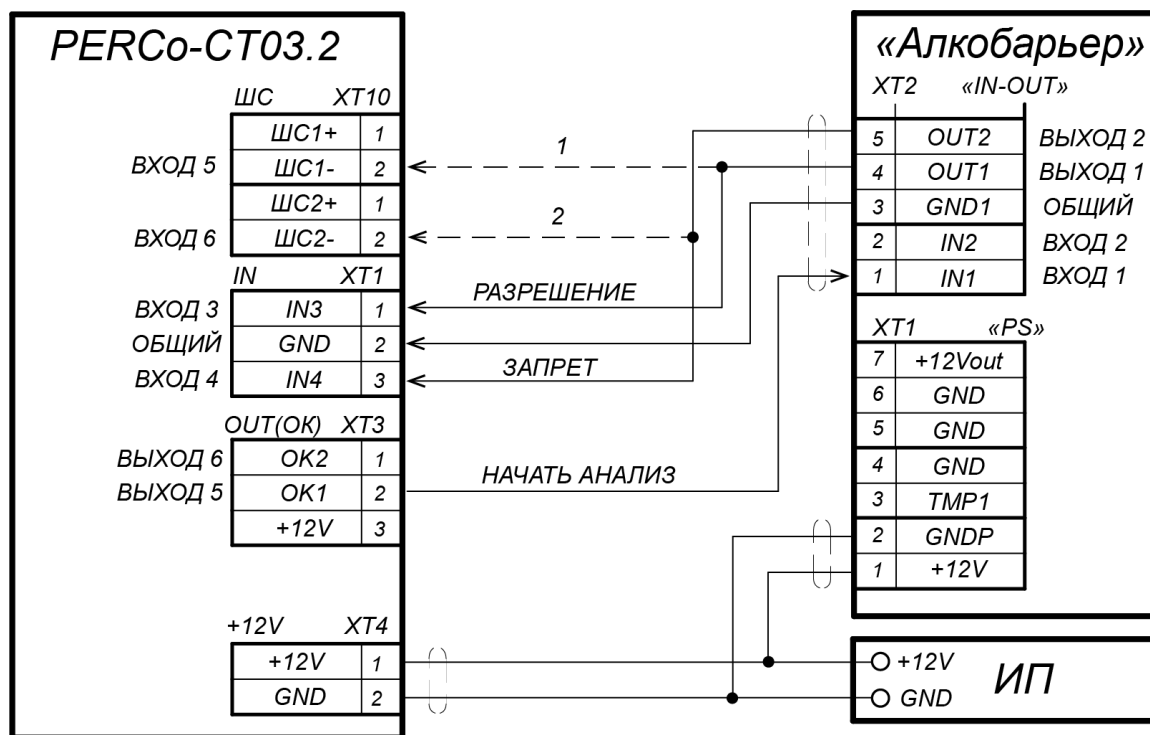 PERCo-CT03.2
ШС XT10
ШС1+ 1
ВХОД 5 ШС1- 2
ШС2+ 1
ВХОД 6 ШС2- 2
IN XT1
ВХОД 3 IN3 1
ОБЩИЙ GND 2
ВХОД 4 IN4 3
OUT(ОК) XT3
ВЫХОД 6 OK2 1
ВЫХОД 5 OK1 2
+12V 3
+12V XT4
+12V 1
GND 2
1
2
РАЗРЕШЕНИЕ
ЗАПРЕТ
НАЧАТЬ АНАЛИЗ
«Алкобарьер»
XT2 «IN-OUT»
5 OUT2 ВЫХОД 2
4 OUT1 ВЫХОД 1
3 GND1 ОБЩИЙ
2 IN2 ВХОД 2
1 IN1 ВХОД 1
XT1 «PS»
7 +12Vout
6 GND
5 GND
4 GND
3 TMP1
2 GNDP
1 +12V
+12V
GND
ИП